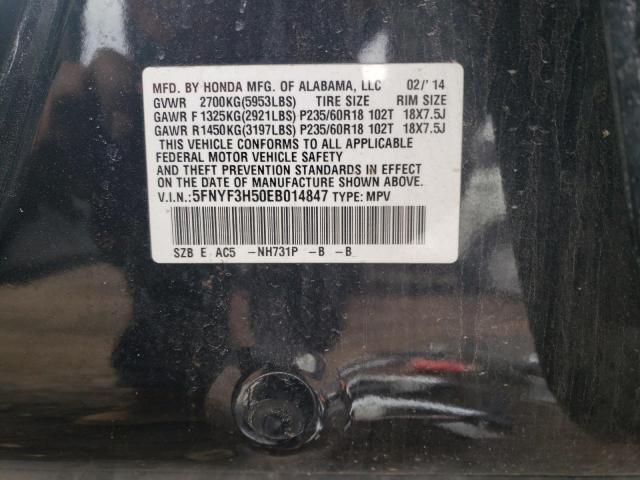 MFD. BY HONDA MFG. OF ALABAMA, LLC 02/'14
GVWR 2700KG(5953LBS) TIRE SIZE RIM SIZE
GAWR F 1325KG(2921LBS) P235/60R18 102T 18X7.5J
GAWR R1450KG(3197LBS) P235/60R18 102T 18X7.5J
THIS VEHICLE CONFORMS TO ALL APPLICABLE
FEDERAL MOTOR VEHICLE SAFETY
AND THEFT PREVENTION STANDARDS IN EFFECT
ON THE DATE OF MANUFACTURE SHOWN ABOVE.
V.I.N.:5FNYF3H50EB014847 TYPE: MPV
SZB E AC5 -NH731P -B -B